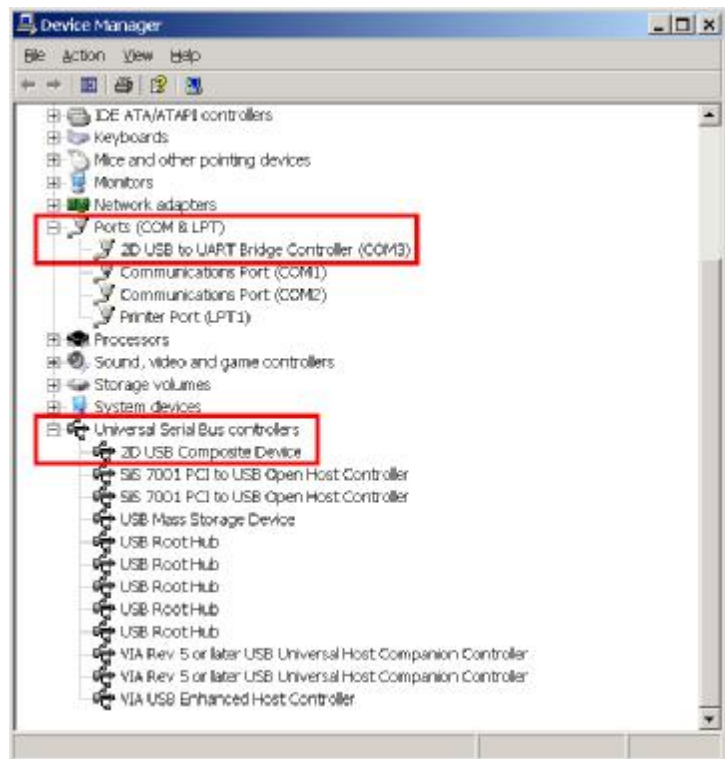 Device Manager
File Action View Help
IDE ATA/ATAPI controllers
Keyboards
Mice and other pointing devices
Monitors
Network adapters
Ports (COM & LPT)
2D USB to UART Bridge Controller (COM3)
Communications Port (COM1)
Communications Port (COM2)
Printer Port (LPT1)
Processors
Sound, video and game controllers
Storage volumes
System devices
Universal Serial Bus controllers
2D USB Composite Device
SiS 7001 PCI to USB Open Host Controller
SiS 7001 PCI to USB Open Host Controller
USB Mass Storage Device
USB Root Hub
USB Root Hub
USB Root Hub
USB Root Hub
USB Root Hub
VIA Rev 5 or later USB Universal Host Companion Controller
VIA Rev 5 or later USB Universal Host Companion Controller
VIA USB Enhanced Host Controller